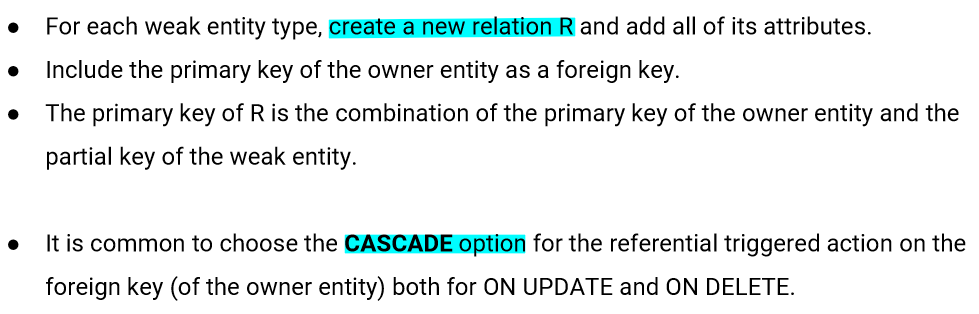 ● For each weak entity type, create a new relation R and add all of its attributes.
● Include the primary key of the owner entity as a foreign key.
● The primary key of R is the combination of the primary key of the owner entity and the
partial key of the weak entity.
● It is common to choose the CASCADE option for the referential triggered action on the
foreign key (of the owner entity) both for ON UPDATE and ON DELETE.